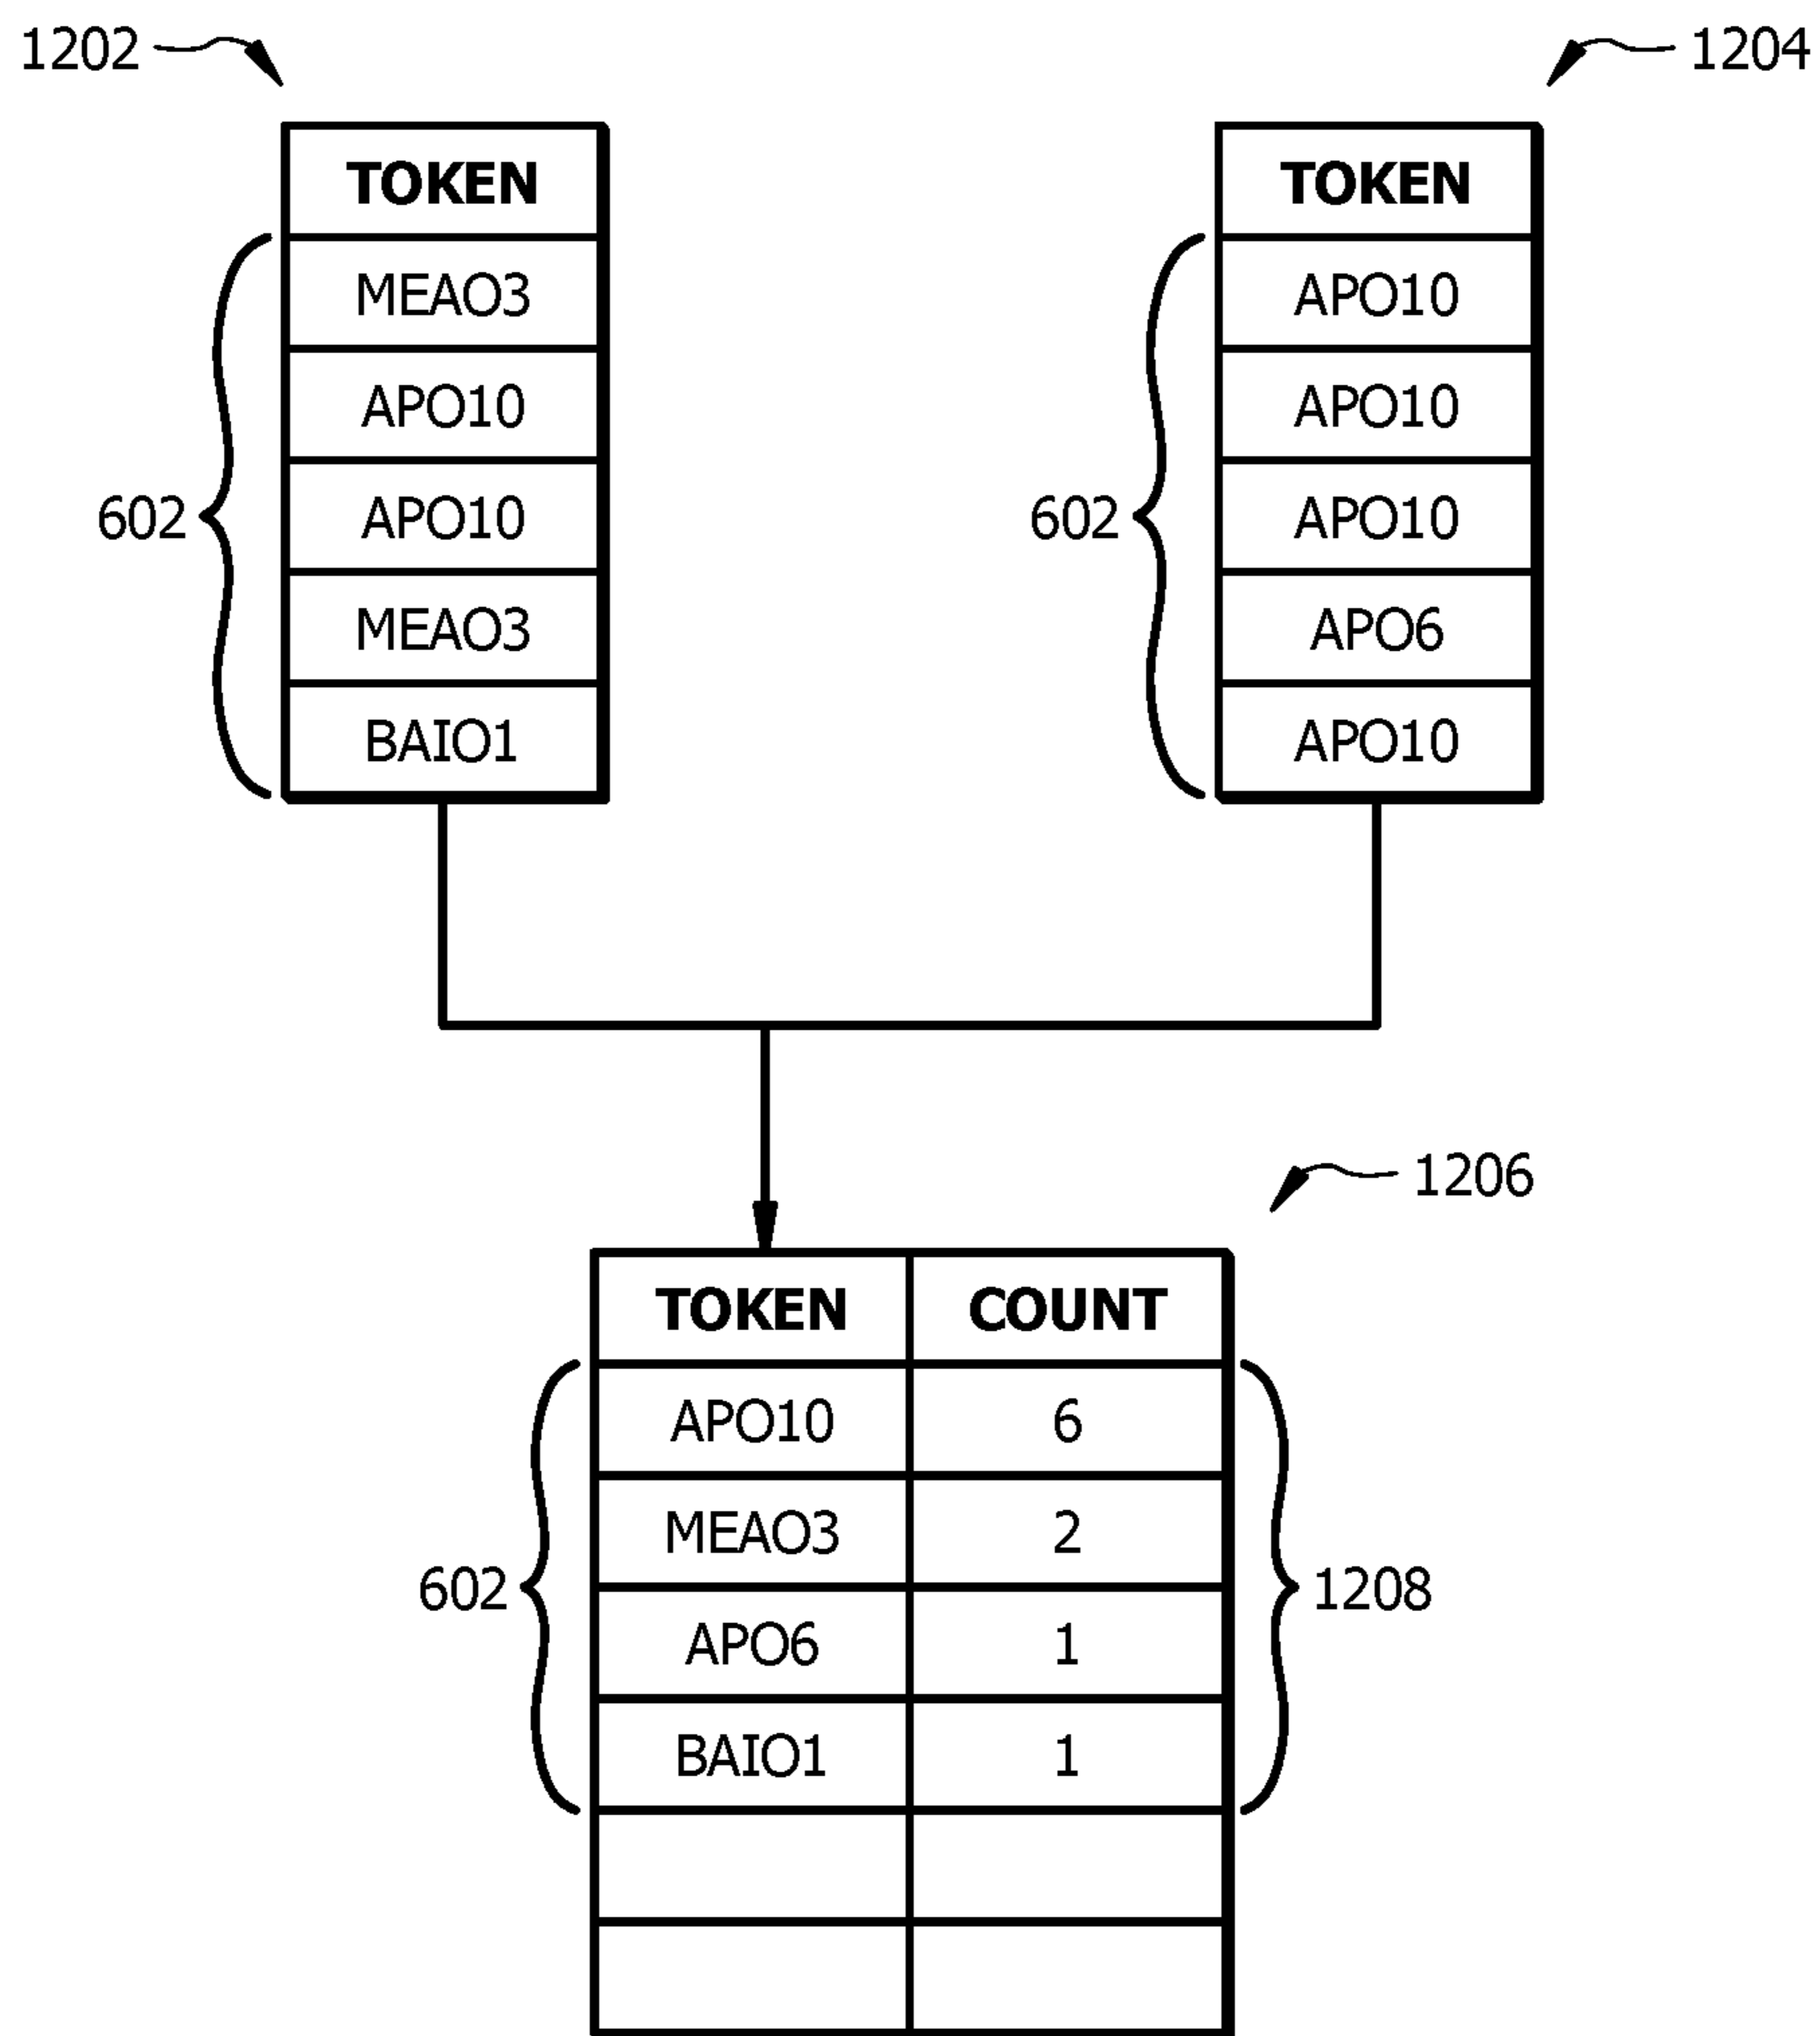 1202
1204
TOKEN
MEAO3
APO10
APO10
MEAO3
BAIO1
602
TOKEN
APO10
APO10
APO10
APO6
APO10
602
1206
TOKEN COUNT
APO10 6
MEAO3 2
APO6 1
BAIO1 1
602
1208